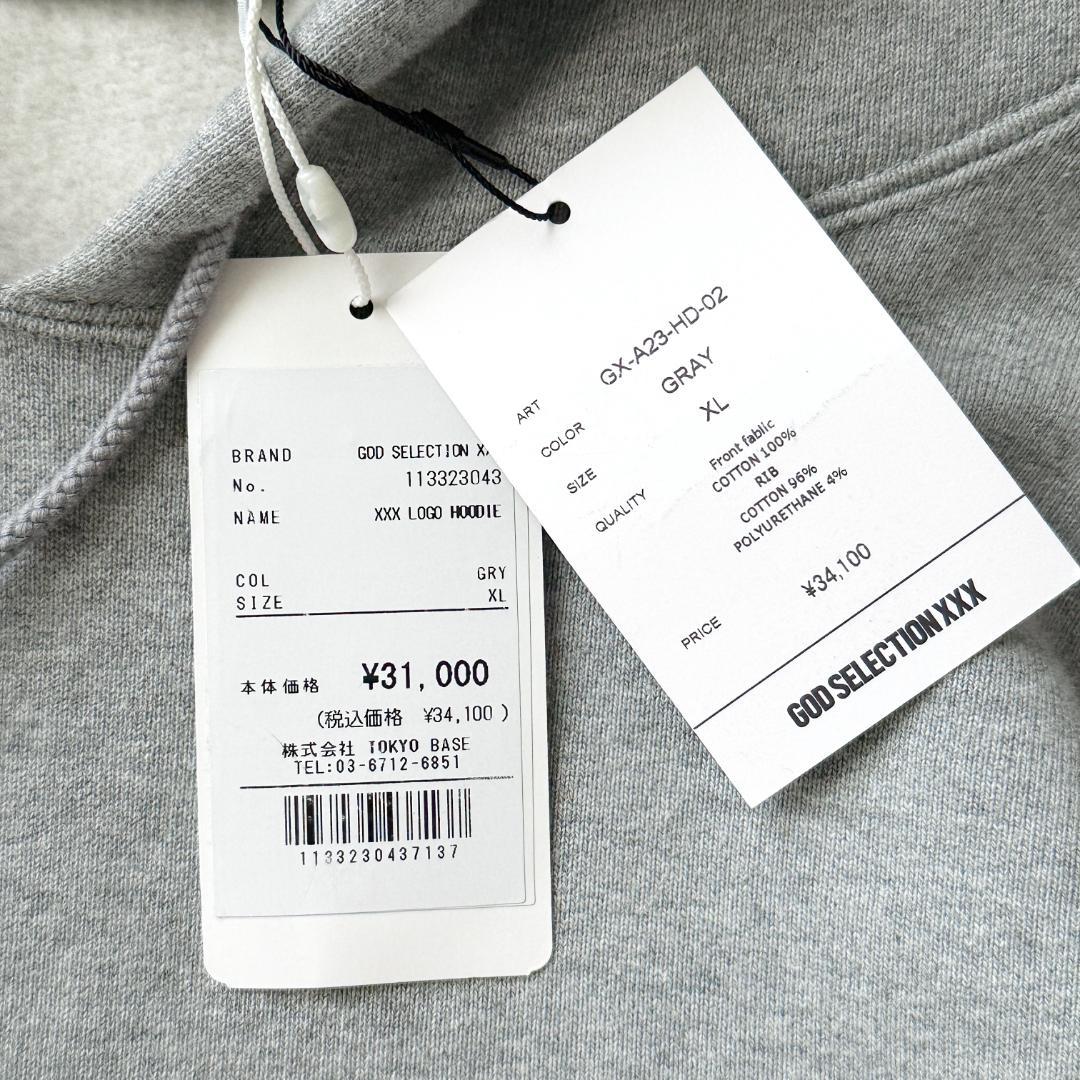 BRAND GOD SELECTION
No. 113323043
NAME XXX LOGO HOODIE
COL GRY
SIZE XL
本体価格 ¥31,000
(税込価格 ¥34,100 )
株式会社 TOKYO BASE
TEL:03-6712-6851
1133230437137
ART GX-A23-HD-02
COLOR GRAY
SIZE XL
QUALITY Front fablic
COTTON 100%
RIB
COTTON 96%
POLYURETHANE 4%
PRICE ¥34,100
GOD SELECTION XXX